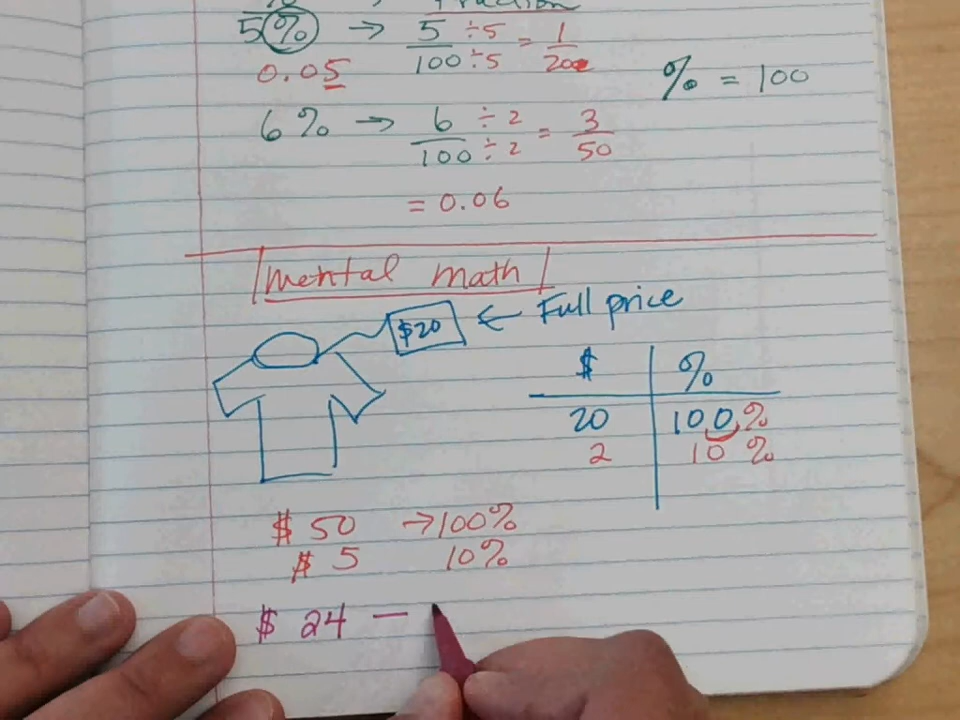 5% → 5/100 ÷5/÷5 = 1/20
0.05
% = 100
6% → 6/100 ÷2/÷2 = 3/50
= 0.06
mental math
$20 ← Full price
$ %
20 100%
2 10%
$ 50 → 100%
$ 5 10%
$ 24 —